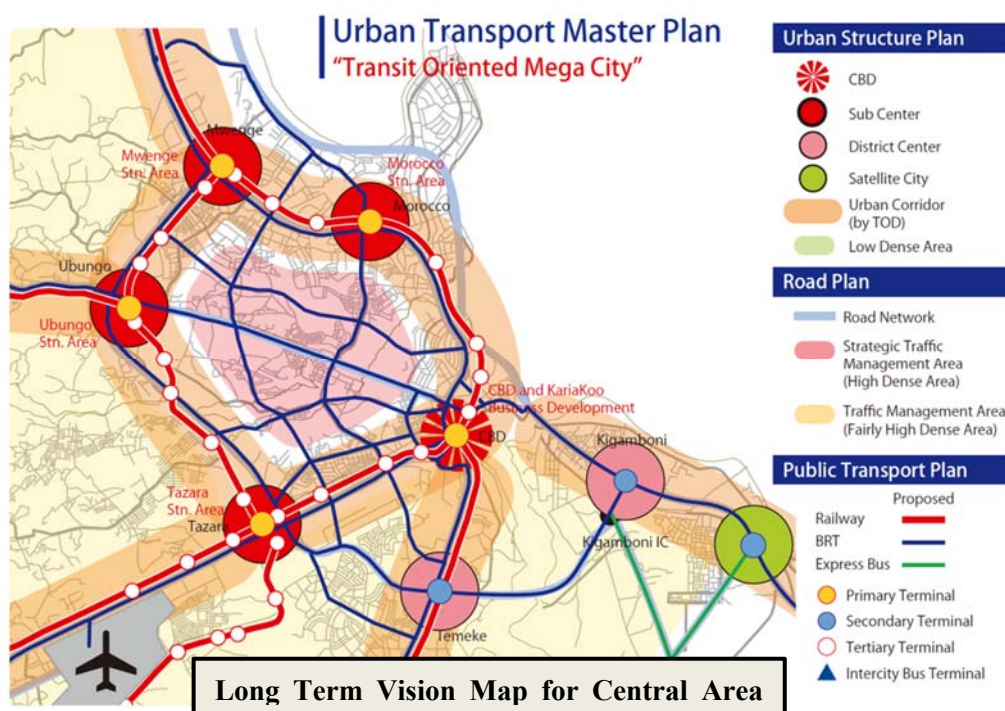 Urban Transport Master Plan
“Transit Oriented Mega City”
Mwenge
Mwenge
Stn. Area
Morocco
Stn. Area
Morocco
Ubungo
Ubungo
Stn. Area
CBD and KariaKoo
Business Development
CBD
Kigamboni
Tazara
Stn. Area
Tazara
Kigamboni IC
Temeke
Long Term Vision Map for Central Area
Urban Structure Plan
CBD
Sub Center
District Center
Satellite City
Urban Corridor
(by TOD)
Low Dense Area
Road Plan
Road Network
Strategic Traffic
Management Area
(High Dense Area)
Traffic Management Area
(Fairly High Dense Area)
Public Transport Plan
Proposed
Railway
BRT
Express Bus
Primary Terminal
Secondary Terminal
Tertiary Terminal
Intercity Bus Terminal